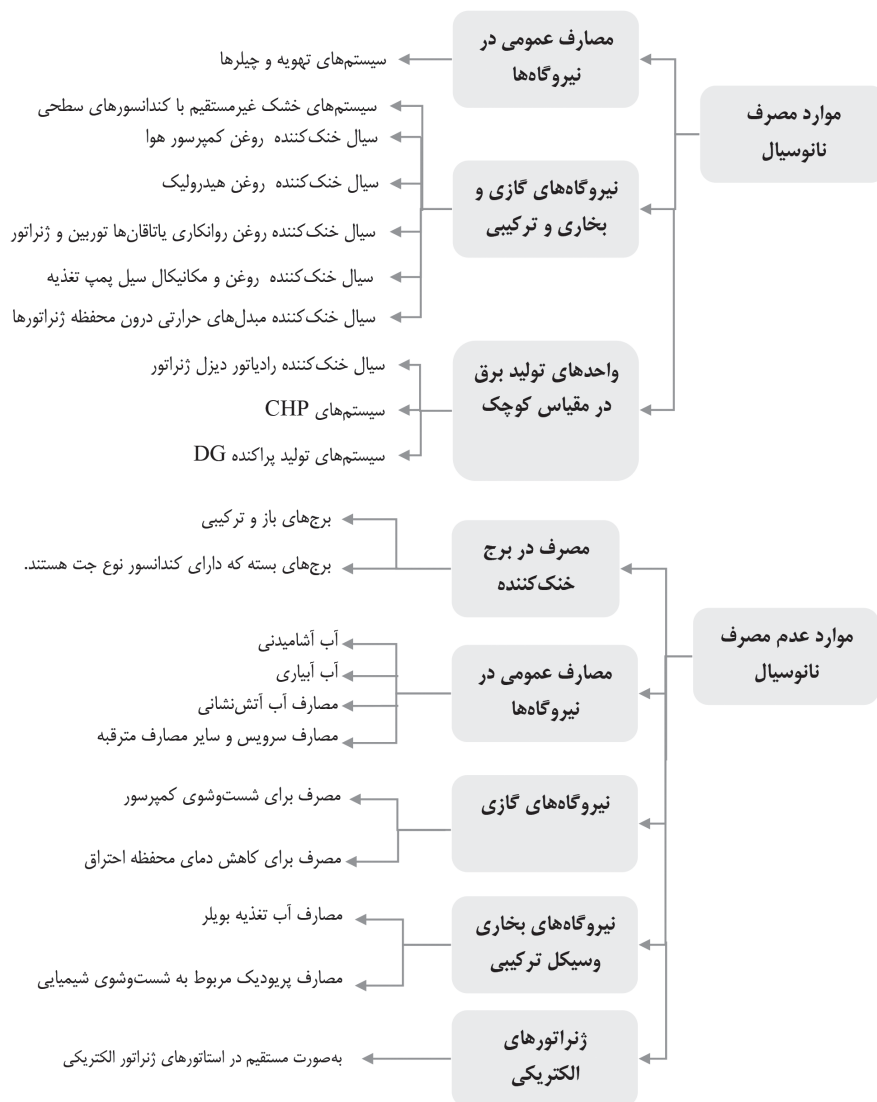 موارد مصرف
نانوسیال
مصارف عمومی در
نیروگاه‌ها
سیستم‌های تهویه و چیلرها
نیروگاه‌های گازی و
بخاری و ترکیبی
سیستم‌های خشک غیرمستقیم با کندانسورهای سطحی
سیال خنک‌کننده روغن کمپرسور هوا
سیال خنک‌کننده روغن هیدرولیک
سیال خنک‌کننده روغن روانکاری یاتاقان‌ها توربین و ژنراتور
سیال خنک‌کننده روغن و مکانیکال سیل پمپ تغذیه
سیال خنک‌کننده مبدل‌های حرارتی درون محفظه ژنراتورها
واحدهای تولید برق
در مقیاس کوچک
سیال خنک‌کننده رادیاتور دیزل ژنراتور
سیستم‌های CHP
سیستم‌های تولید پراکنده DG
موارد عدم مصرف
نانوسیال
مصرف در برج
خنک‌کننده
برج‌های باز و ترکیبی
برج‌های بسته که دارای کندانسور نوع جت هستند.
مصارف عمومی در
نیروگاه‌ها
آب آشامیدنی
آب آبیاری
مصارف آب آتش‌نشانی
مصارف سرویس و سایر مصارف مترقبه
نیروگاه‌های گازی
مصرف برای شست‌وشوی کمپرسور
مصرف برای کاهش دمای محفظه احتراق
نیروگاه‌های بخاری
وسیکل ترکیبی
مصارف آب تغذیه بویلر
مصارف پریودیک مربوط به شست‌وشوی شیمیایی
ژنراتورهای
الکتریکی
به‌صورت مستقیم در استاتورهای ژنراتور الکتریکی